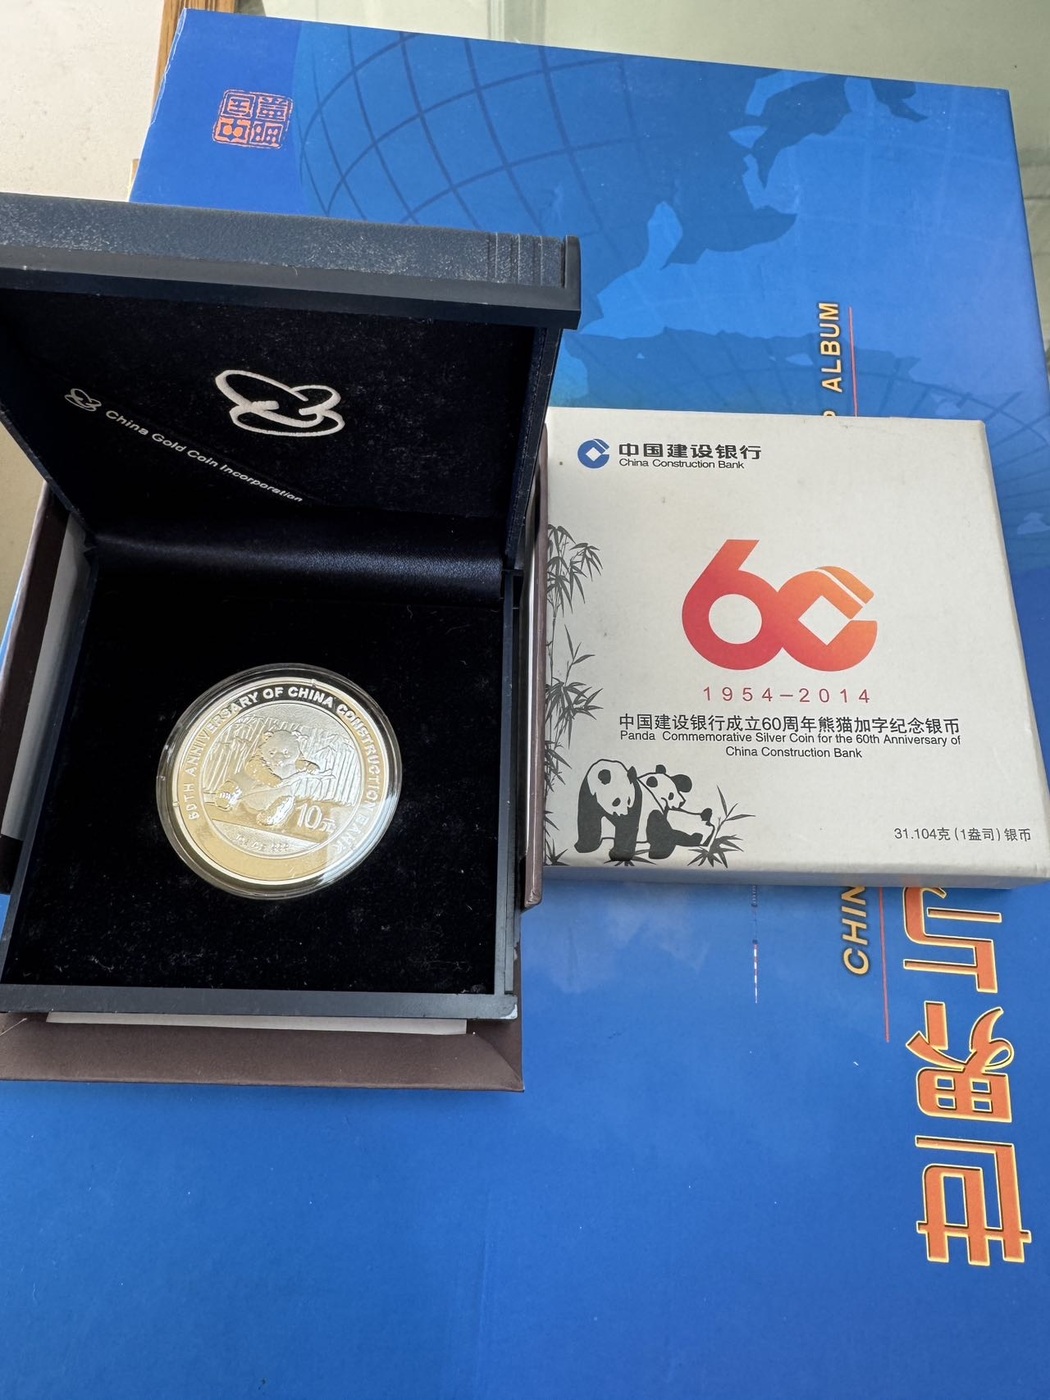 China Gold Coin Incorporation
60TH ANNIVERSARY OF CHINA CONSTRUCTION BANK
10元
中国建设银行
China Construction Bank
60
1954-2014
中国建设银行成立60周年熊猫加字纪念银币
Panda Commemorative Silver Coin for the 60th Anniversary of
China Construction Bank
31.104克(1盎司)银币
ALBUM
CHIN